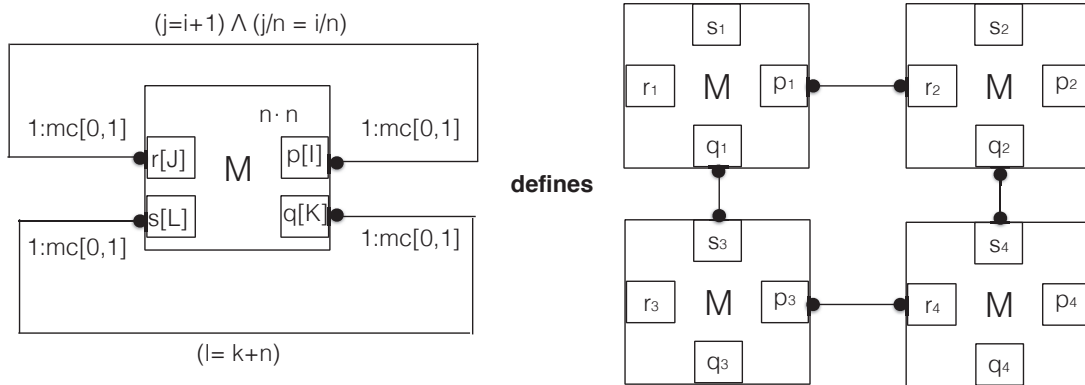 (j=i+1) Λ (j/n = i/n)
n· n
1:mc[0,1]
1:mc[0,1]
r[J]
M
p[I]
s[L]
q[K]
1:mc[0,1]
1:mc[0,1]
(l= k+n)
defines
s1
s2
r1
M
p1
r2
M
p2
q1
q2
s3
s4
r3
M
p3
r4
M
p4
q3
q4